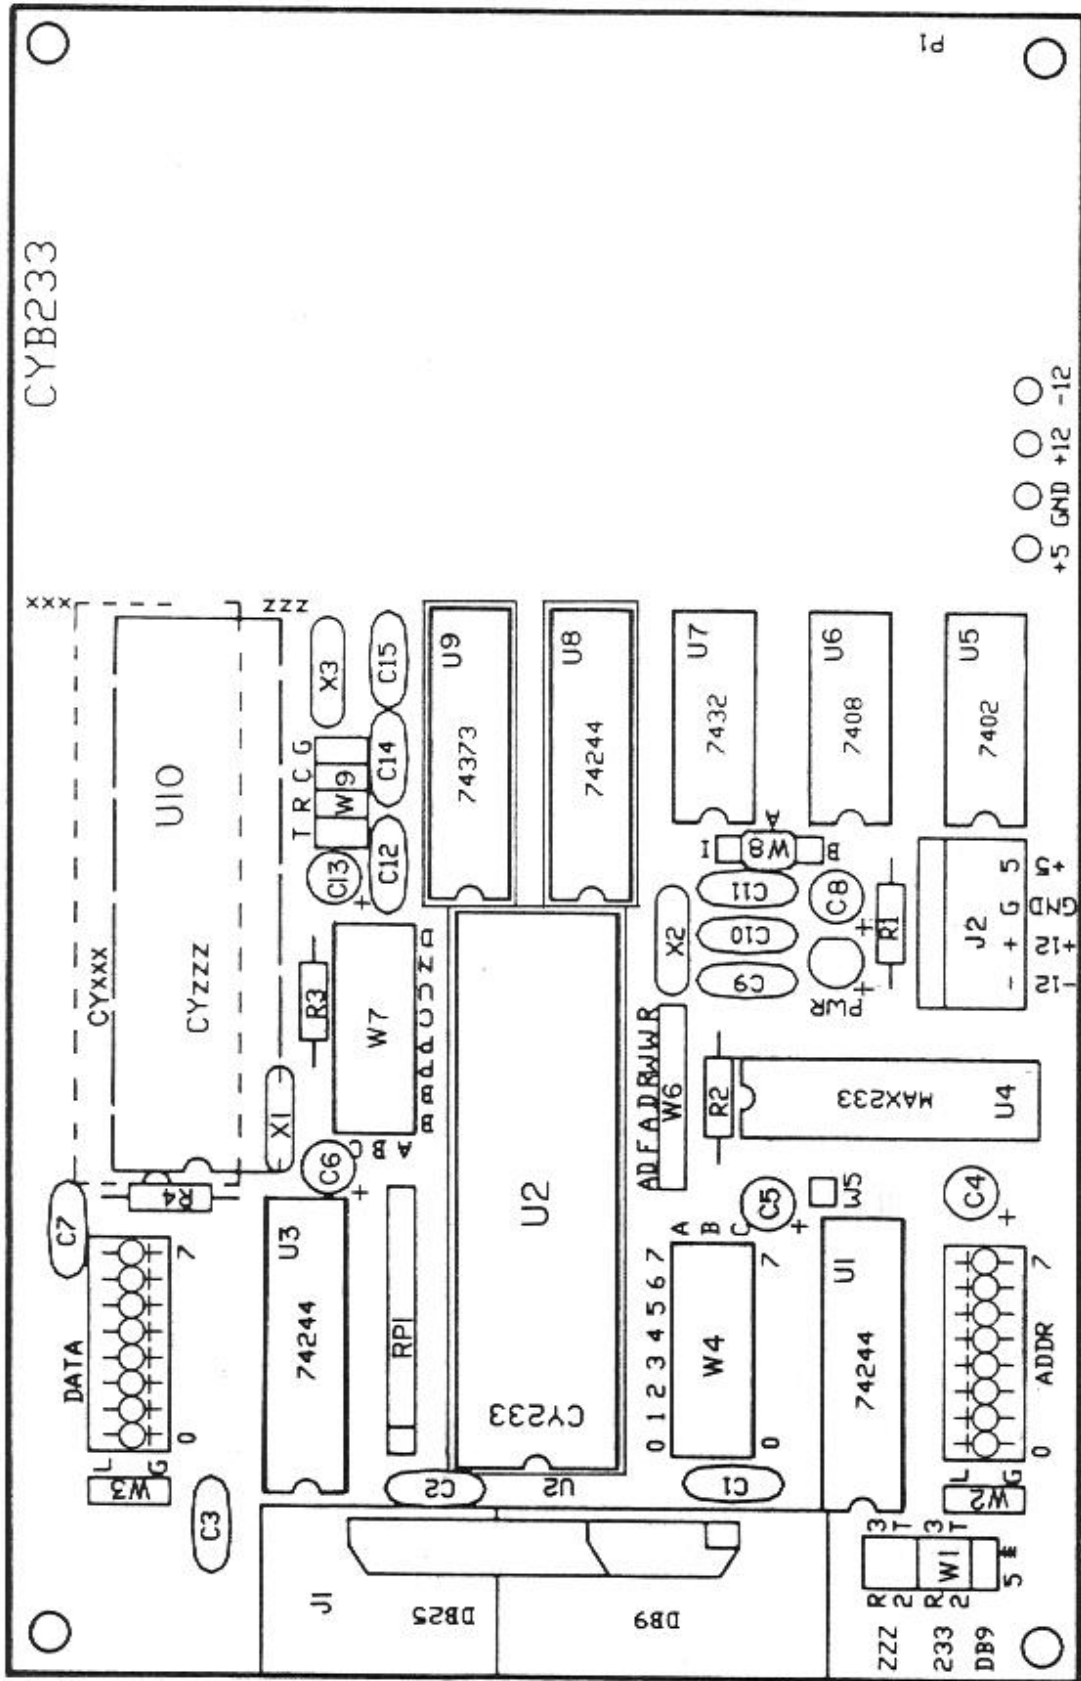 P1
CYB233
-12
+12
GND
+5
XXX
ZZZ
X3
C15
U9
74373
U8
74244
U7
7432
U6
7408
U5
7402
U10
CYxxx
CYzzz
T R C G
W9
C14
C13
+
C12
I
W8
A
B
C11
C10
C9
X2
C8
+
PWR
+
R1
J2
- + G 5
-12
+12
GND
+5
R3
W7
C
B
A
X1
C6
+
R4
C7
U2
CY233
U2
ADFADRWWR
W6
R2
MAX233
U4
W5
C5
+
C4
+
U3
74244
RP1
DATA
0
7
L
G
W3
C3
C2
0 1 2 3 4 5 6 7
A
B
C
W4
0
7
C1
U1
74244
ADDR
0
7
L
G
W2
J1
DB25
DB9
R 3
2 T
R 3
2 T
W1
5
ZZZ
233
DB9